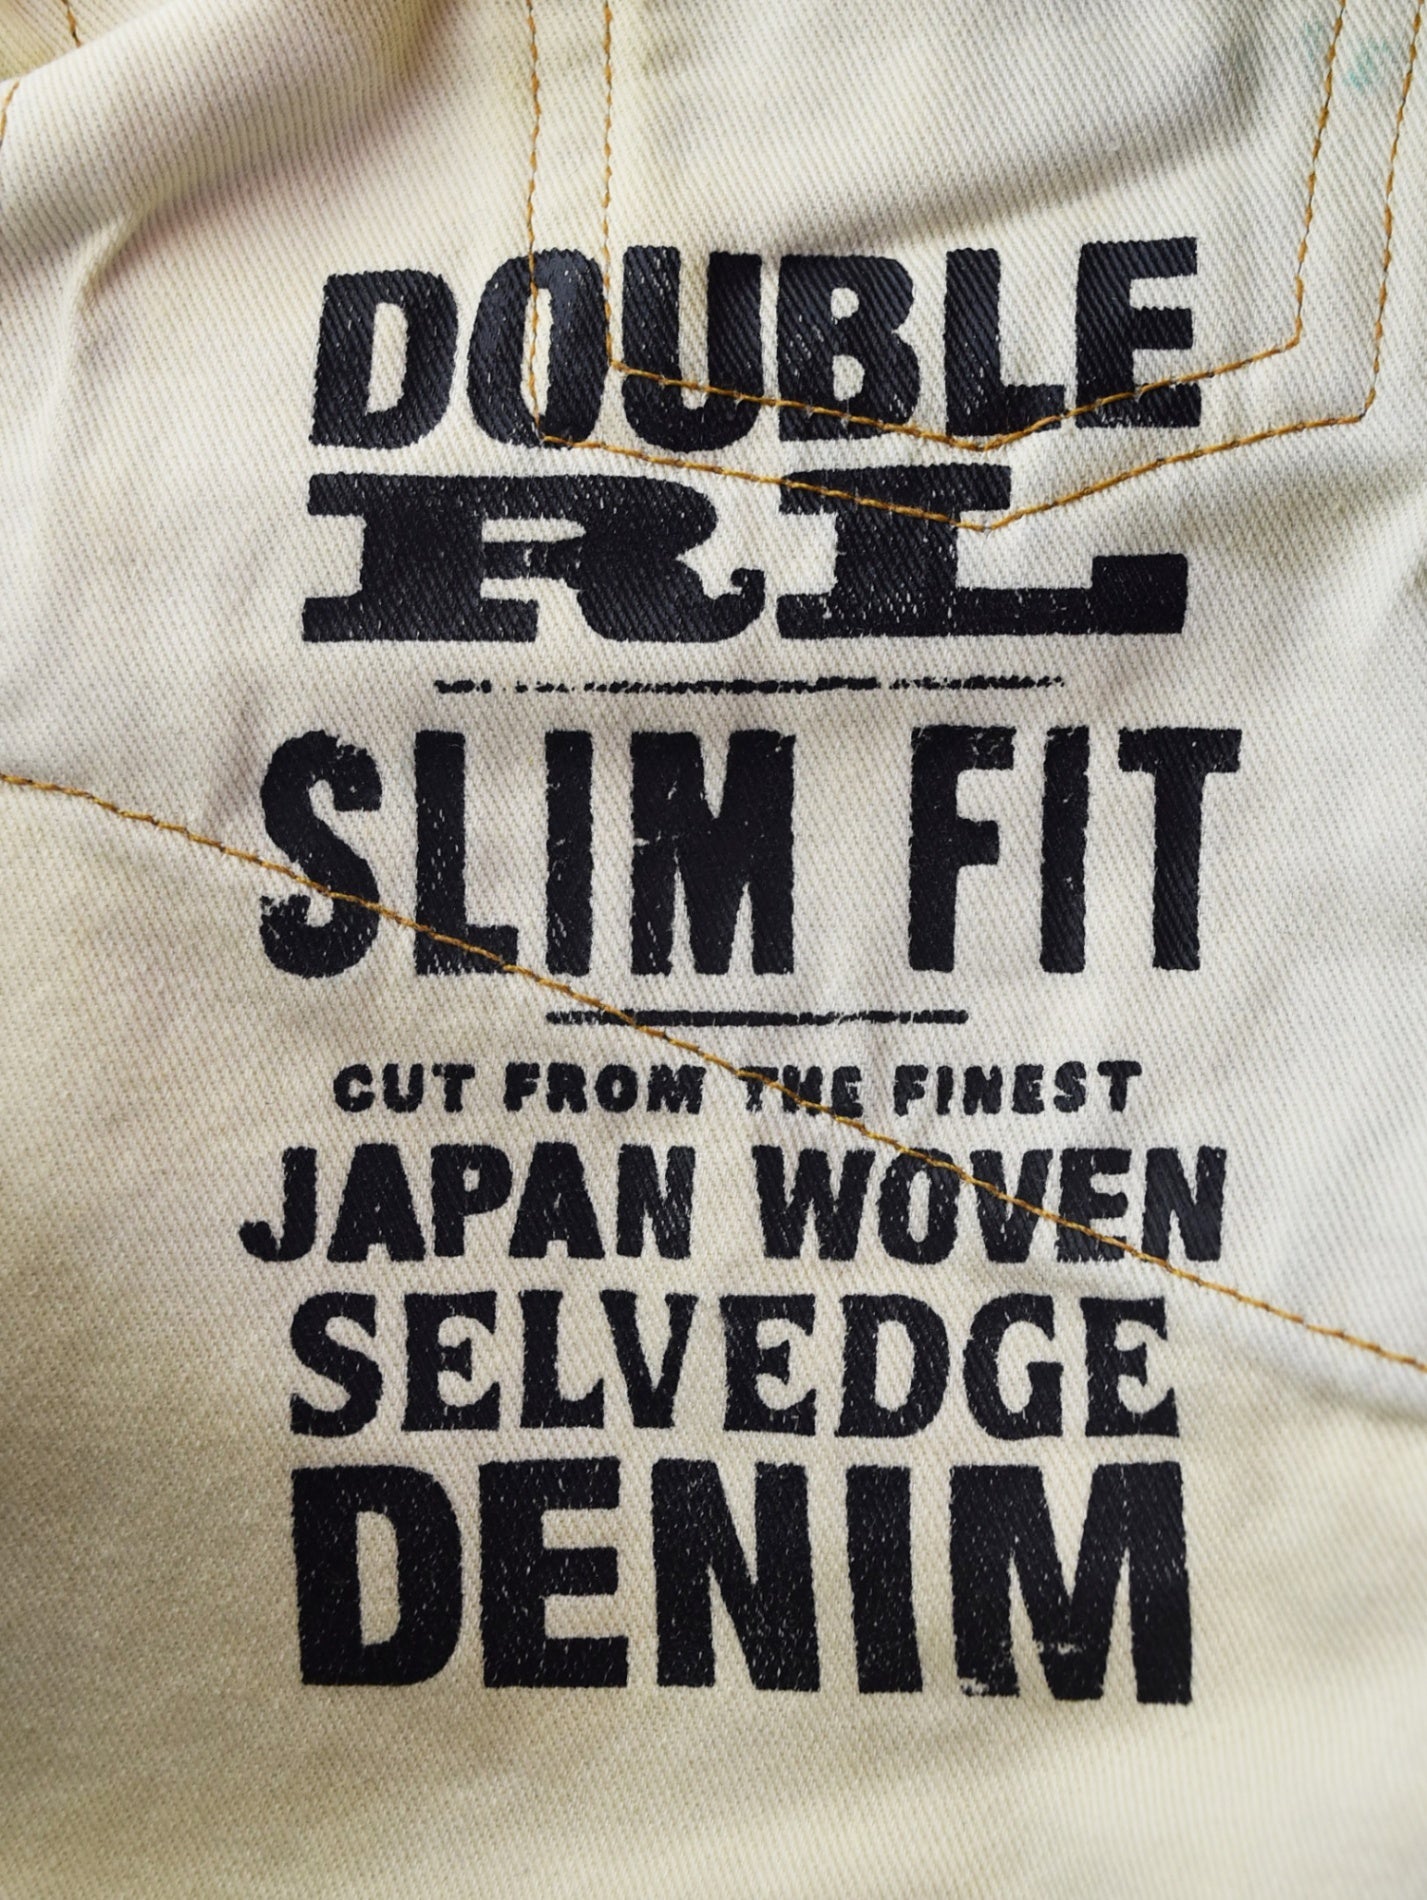 DOUBLE
RL
SLIM FIT
CUT FROM THE FINEST
JAPAN WOVEN
SELVEDGE
DENIM